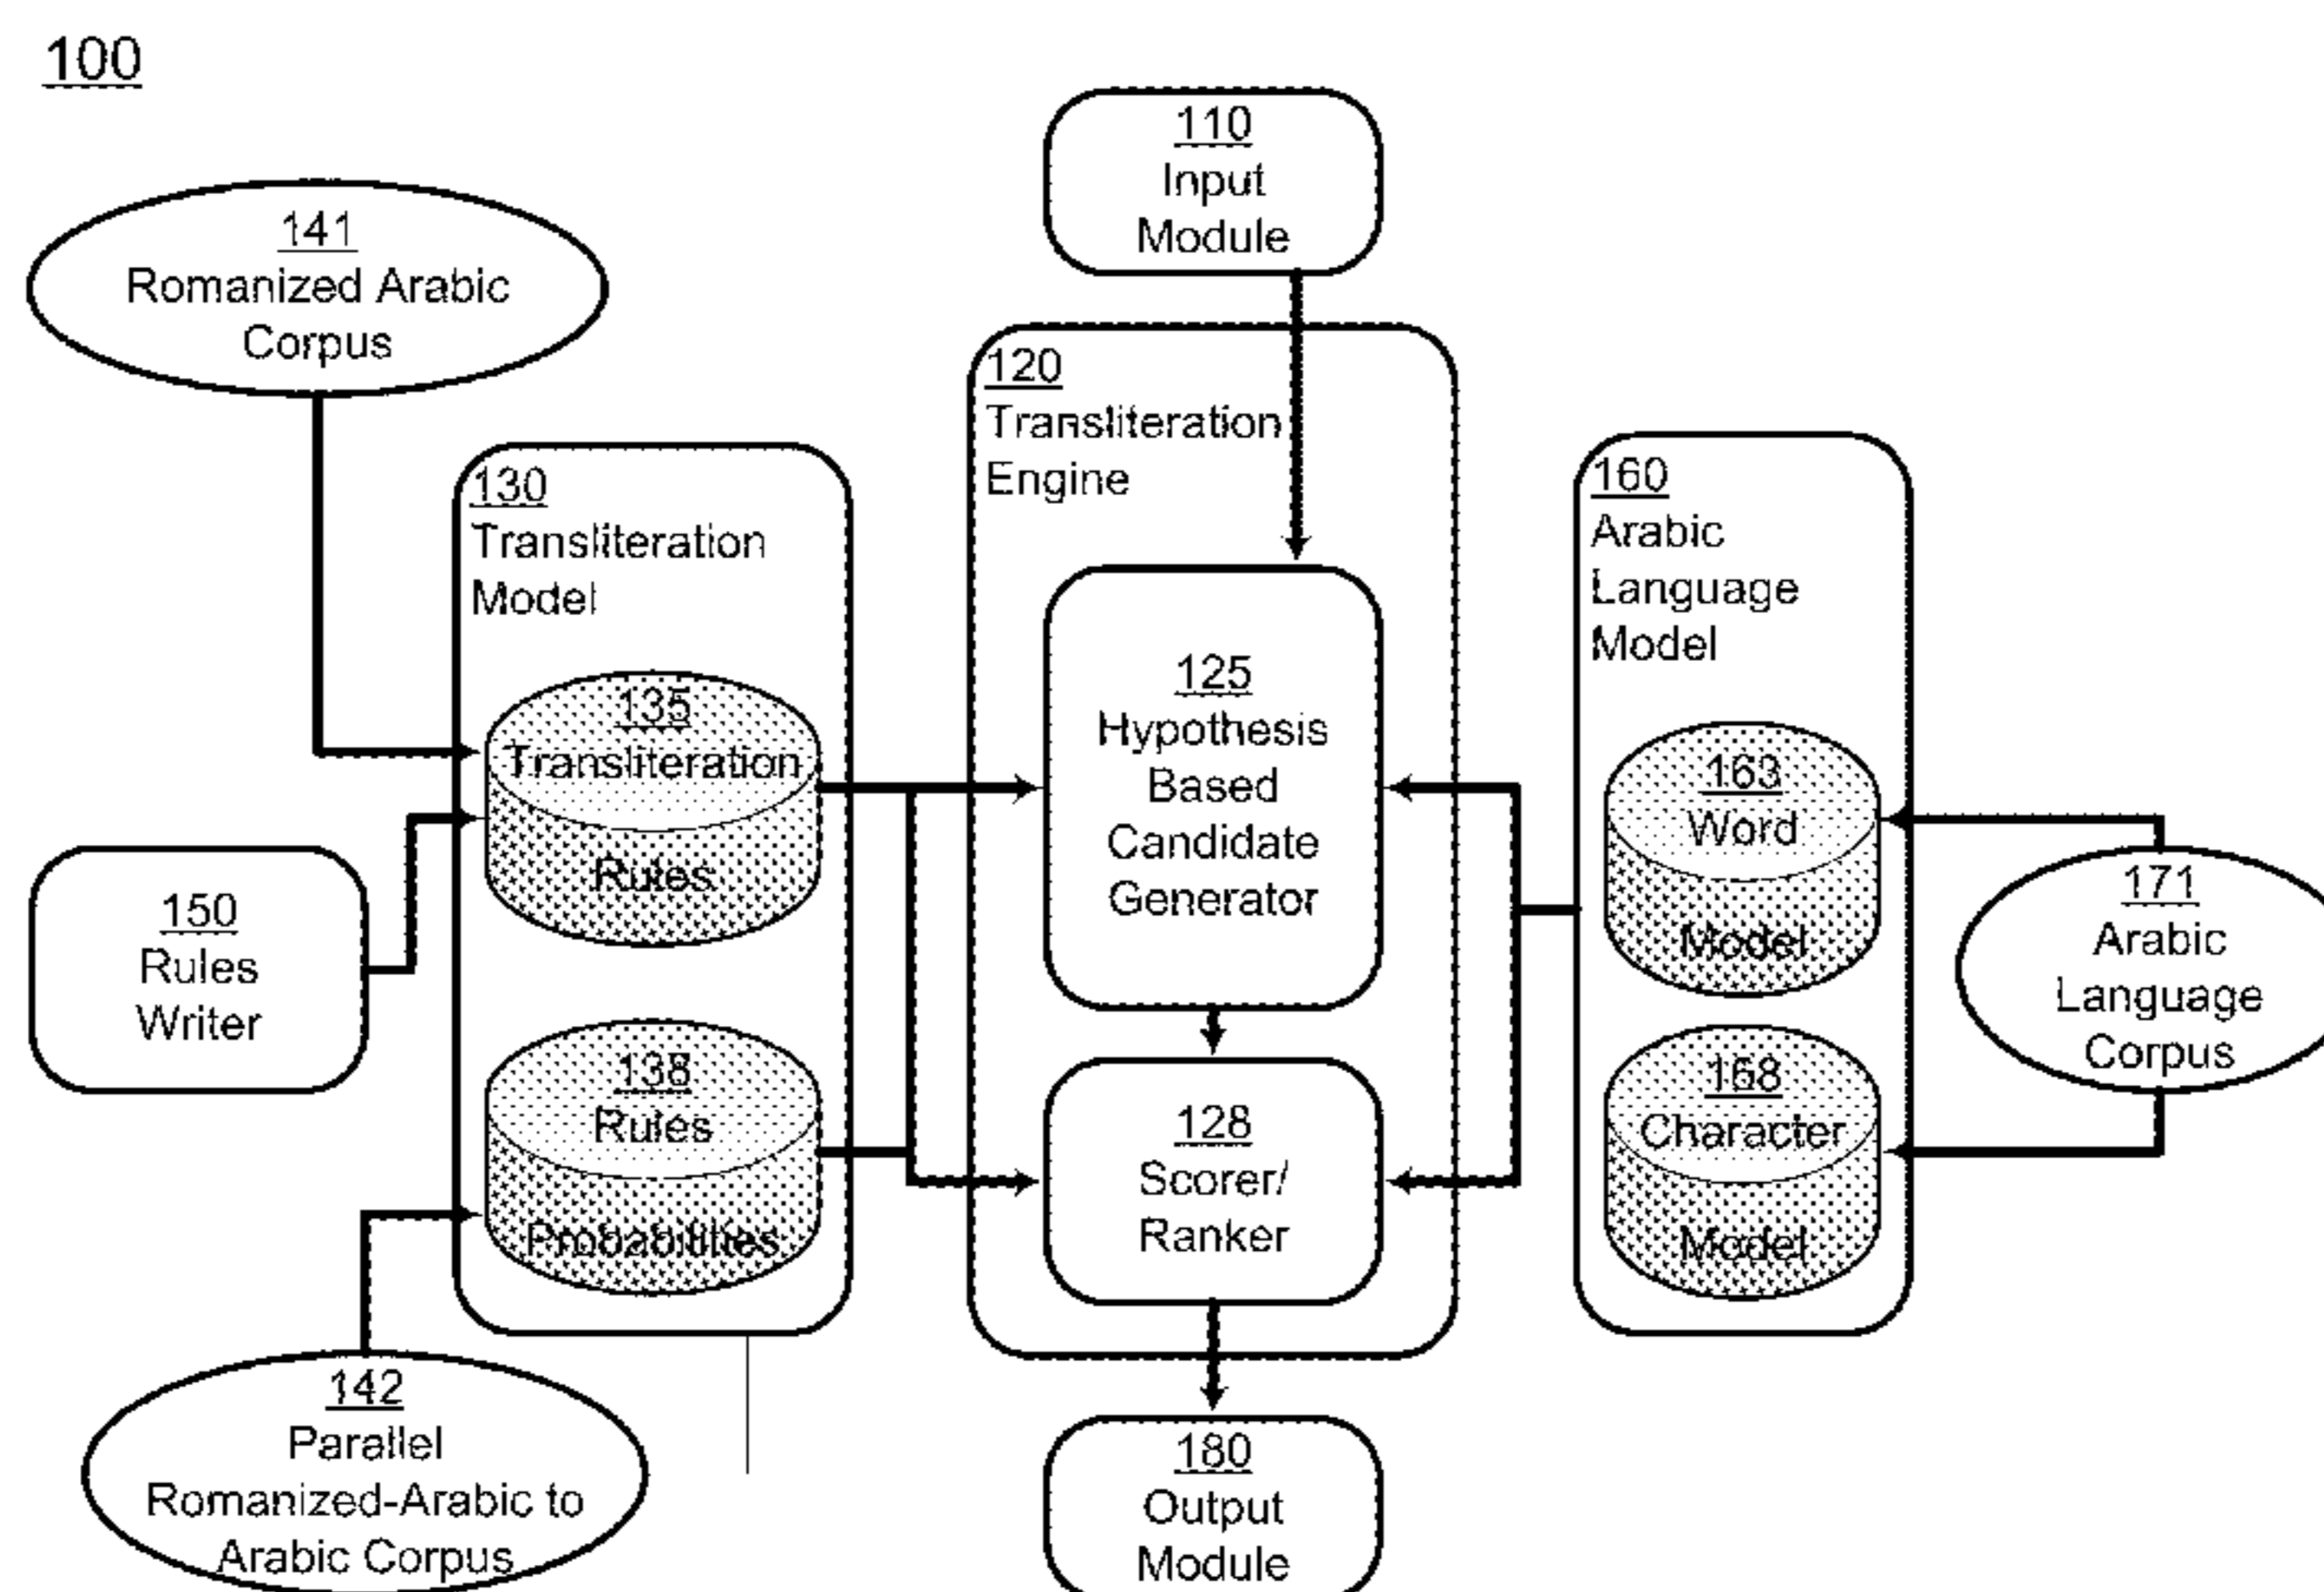 100
110
Input
Module
141
Romanized Arabic
Corpus
120
Transliteration
Engine
130
Transliteration
Model
160
Arabic
Language
Model
125
Hypothesis
Based
Candidate
Generator
135
Transliteration
Rules
163
Word
Model
150
Rules
Writer
171
Arabic
Language
Corpus
138
Rules
Probabilities
128
Scorer/
Ranker
168
Character
Model
142
Parallel
Romanized-Arabic to
Arabic Corpus
180
Output
Module